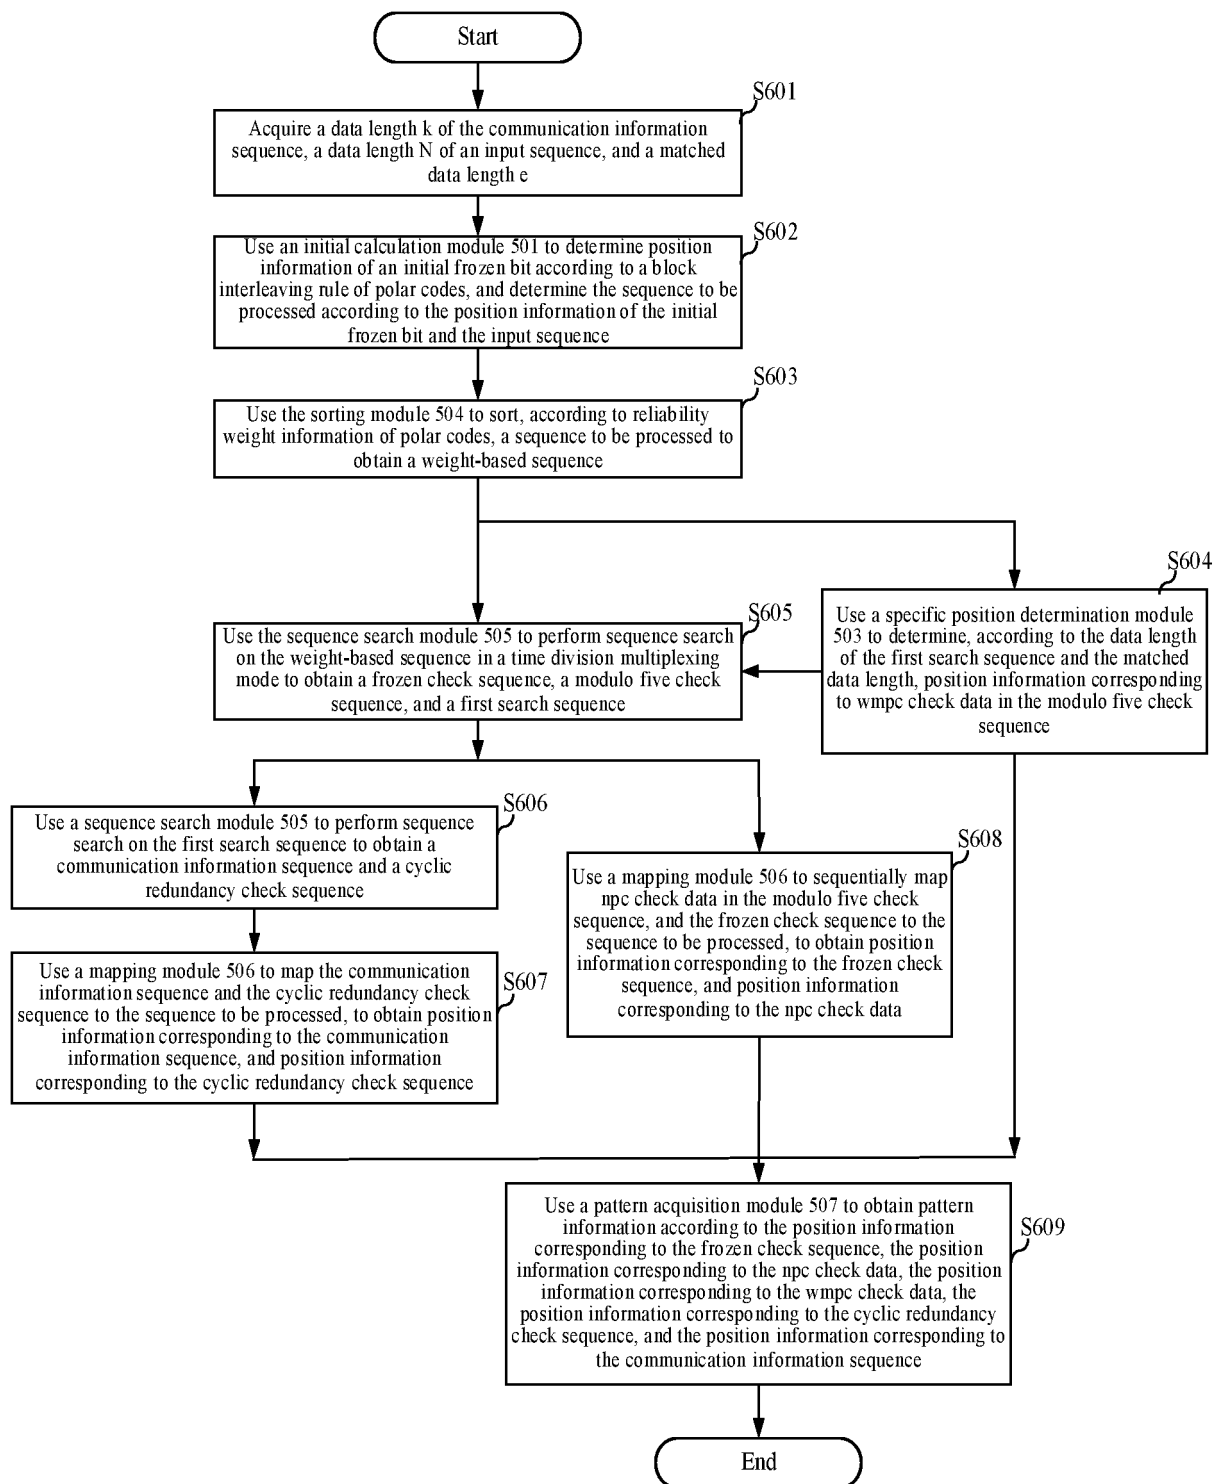 Start
S601
Acquire a data length k of the communication information
sequence, a data length N of an input sequence, and a matched
data length e
S602
Use an initial calculation module 501 to determine position
information of an initial frozen bit according to a block
interleaving rule of polar codes, and determine the sequence to be
processed according to the position information of the initial
frozen bit and the input sequence
S603
Use the sorting module 504 to sort, according to reliability
weight information of polar codes, a sequence to be processed to
obtain a weight-based sequence
S604
Use a specific position determination module
503 to determine, according to the data length
of the first search sequence and the matched
data length, position information corresponding
to wmpc check data in the modulo five check
sequence
S605
Use the sequence search module 505 to perform sequence search
on the weight-based sequence in a time division multiplexing
mode to obtain a frozen check sequence, a modulo five check
sequence, and a first search sequence
S606
Use a sequence search module 505 to perform sequence
search on the first search sequence to obtain a
communication information sequence and a cyclic
redundancy check sequence
S608
Use a mapping module 506 to sequentially map
npc check data in the modulo five check
sequence, and the frozen check sequence to the
sequence to be processed, to obtain position
information corresponding to the frozen check
sequence, and position information
corresponding to the npc check data
S607
Use a mapping module 506 to map the communication
information sequence and the cyclic redundancy check
sequence to the sequence to be processed, to obtain position
information corresponding to the communication
information sequence, and position information
corresponding to the cyclic redundancy check sequence
S609
Use a pattern acquisition module 507 to obtain pattern
information according to the position information
corresponding to the frozen check sequence, the position
information corresponding to the npc check data, the position
information corresponding to the wmpc check data, the
position information corresponding to the cyclic redundancy
check sequence, and the position information corresponding to
the communication information sequence
End